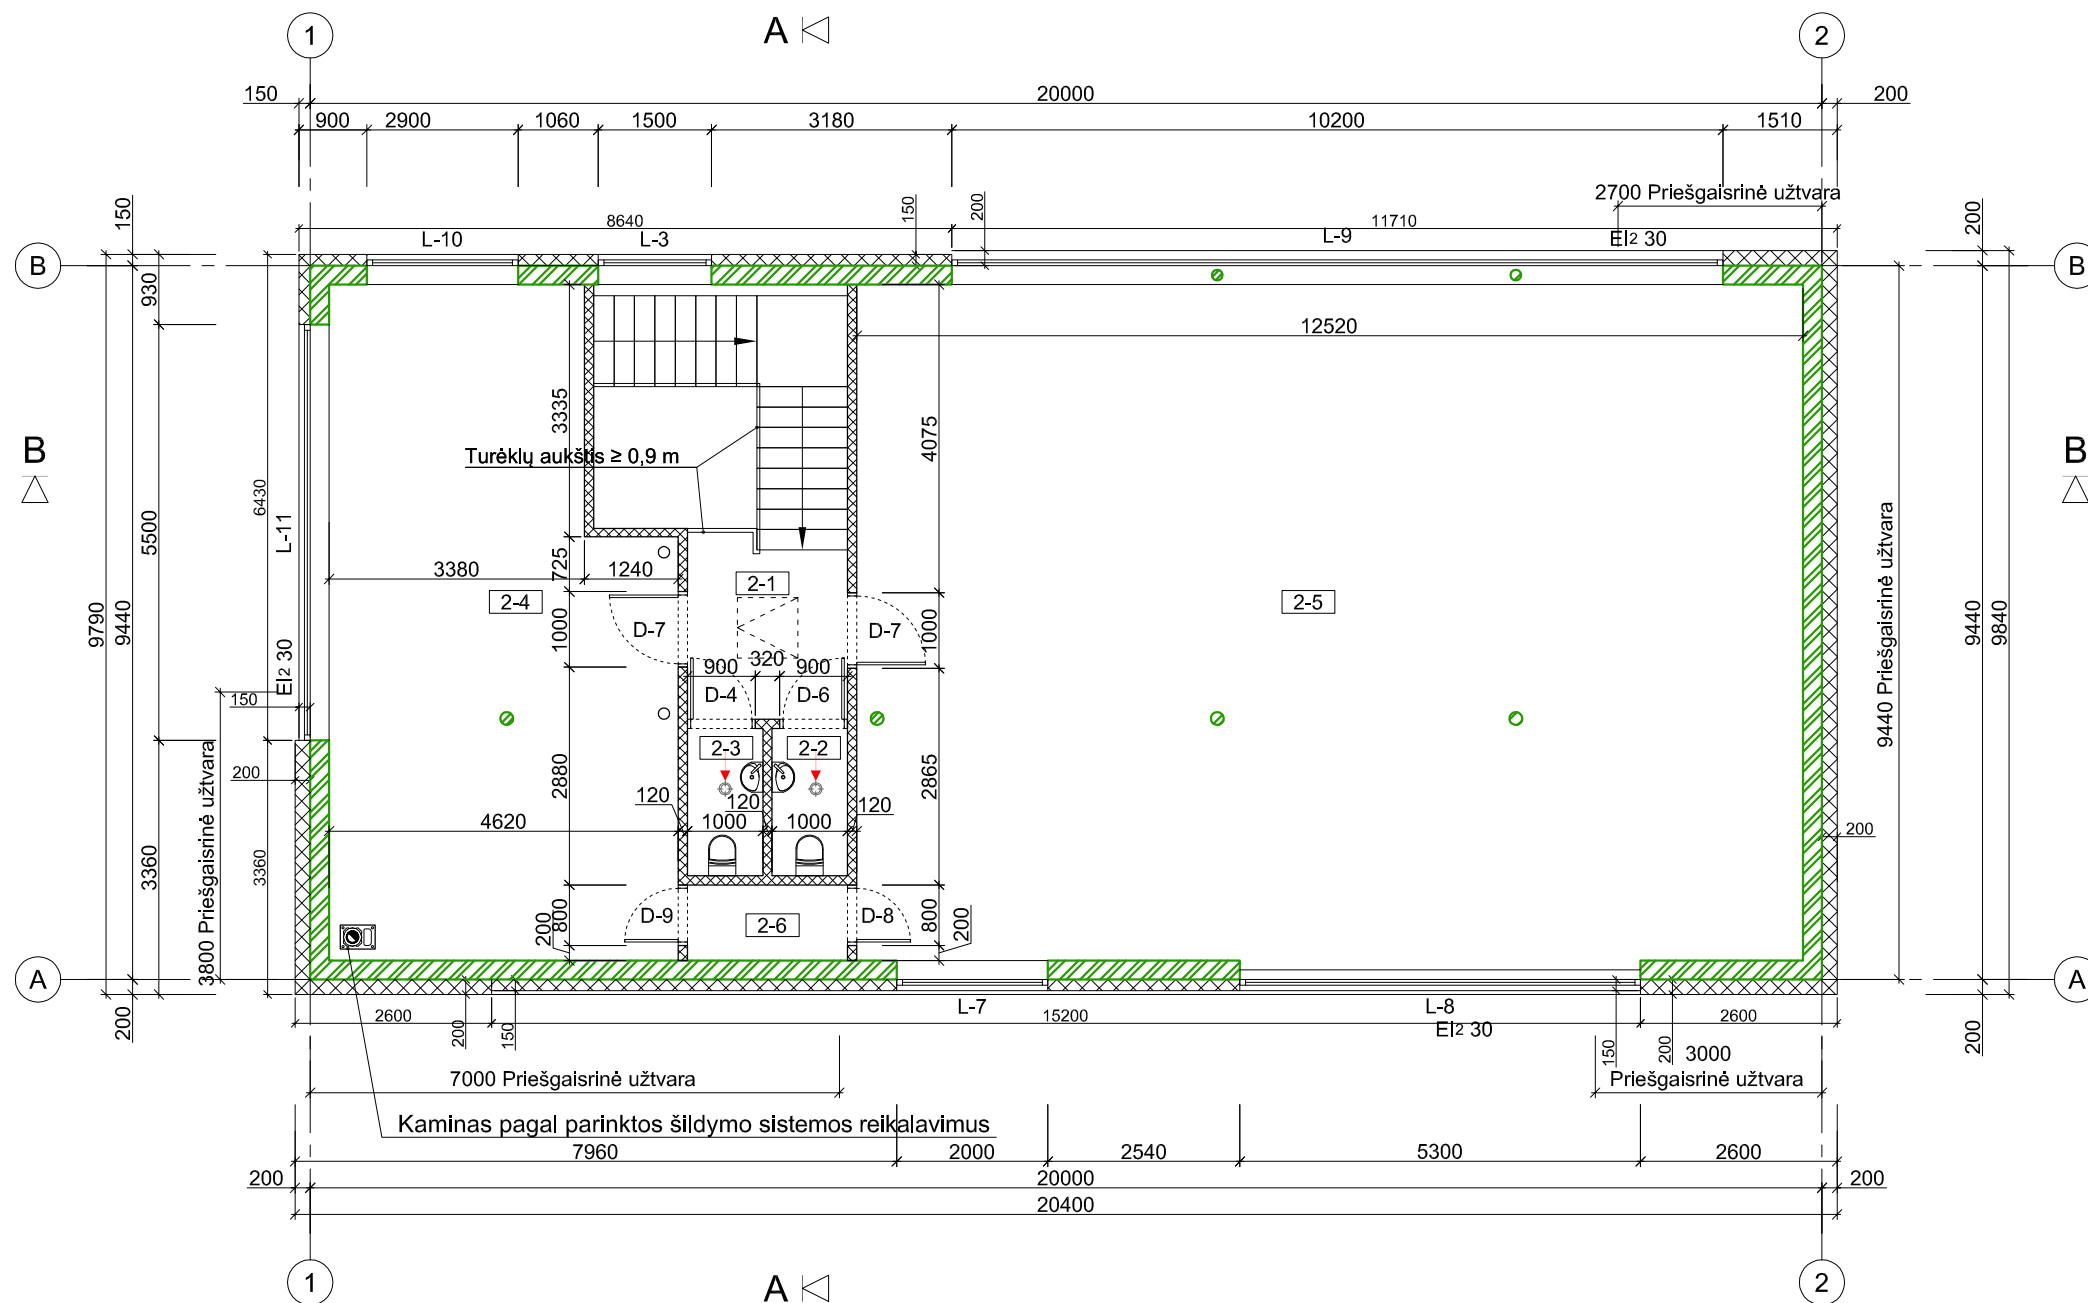 1
A
2
150
20000
200
900
2900
1060
1500
3180
10200
1510
2700 Priešgaisrinė užtvara
150
8640
150
200
11710
200
L-10
L-3
L-9
EI2 30
B
B
930
12520
3335
4075
B
B
Turėklų aukštis ≥ 0,9 m
6430
5500
L-11
9440 Priešgaisrinė užtvara
3380
1240
725
2-1
2-4
2-5
9790
9440
9440
9840
1000
D-7
D-7
1000
EI2 30
900
320
900
150
D-4
D-6
2-3
2-2
200
3800 Priešgaisrinė užtvara
2880
2865
120
120
120
4620
1000
1000
200
3360
3360
D-9
D-8
2-6
800
200
800
200
A
A
200
L-7
L-8
200
2600
200
150
15200
EI2 30
2600
150
200
3000
7000 Priešgaisrinė užtvara
Priešgaisrinė užtvara
Kaminas pagal parinktos šildymo sistemos reikalavimus
7960
2000
2540
5300
2600
200
20000
200
20400
1
A
2